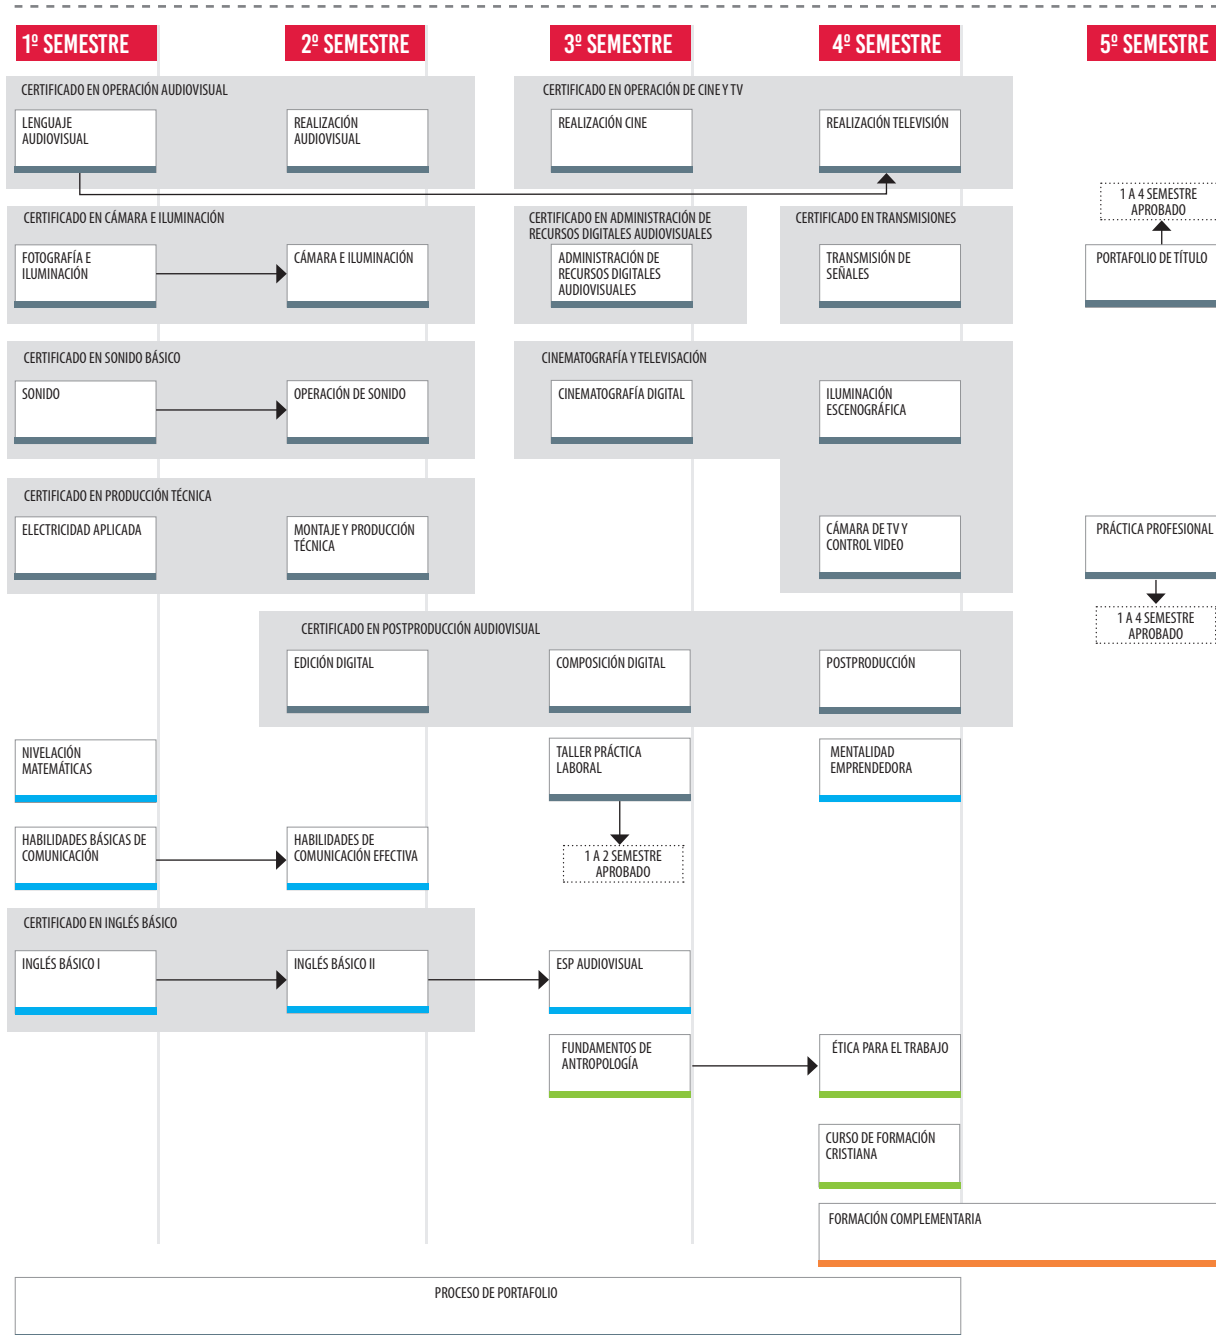 1º SEMESTRE
2º SEMESTRE
3º SEMESTRE
4º SEMESTRE
5º SEMESTRE
CERTIFICADO EN OPERACIÓN AUDIOVISUAL
CERTIFICADO EN OPERACIÓN DE CINE Y TV
LENGUAJE
AUDIOVISUAL
REALIZACIÓN
AUDIOVISUAL
REALIZACIÓN CINE
REALIZACIÓN TELEVISIÓN
1 A 4 SEMESTRE
APROBADO
CERTIFICADO EN CÁMARA E ILUMINACIÓN
CERTIFICADO EN ADMINISTRACIÓN DE
RECURSOS DIGITALES AUDIOVISUALES
CERTIFICADO EN TRANSMISIONES
FOTOGRAFÍA E
ILUMINACIÓN
CÁMARA E ILUMINACIÓN
ADMINISTRACIÓN DE
RECURSOS DIGITALES
AUDIOVISUALES
TRANSMISIÓN DE
SEÑALES
PORTAFOLIO DE TÍTULO
CERTIFICADO EN SONIDO BÁSICO
CINEMATOGRAFÍA Y TELEVISACIÓN
SONIDO
OPERACIÓN DE SONIDO
CINEMATOGRAFÍA DIGITAL
ILUMINACIÓN
ESCENOGRÁFICA
CERTIFICADO EN PRODUCCIÓN TÉCNICA
ELECTRICIDAD APLICADA
MONTAJE Y PRODUCCIÓN
TÉCNICA
CÁMARA DE TV Y
CONTROL VIDEO
PRÁCTICA PROFESIONAL
1 A 4 SEMESTRE
APROBADO
CERTIFICADO EN POSTPRODUCCIÓN AUDIOVISUAL
EDICIÓN DIGITAL
COMPOSICIÓN DIGITAL
POSTPRODUCCIÓN
NIVELACIÓN
MATEMÁTICAS
TALLER PRÁCTICA
LABORAL
MENTALIDAD
EMPRENDEDORA
HABILIDADES BÁSICAS DE
COMUNICACIÓN
HABILIDADES DE
COMUNICACIÓN EFECTIVA
1 A 2 SEMESTRE
APROBADO
CERTIFICADO EN INGLÉS BÁSICO
INGLÉS BÁSICO I
INGLÉS BÁSICO II
ESP AUDIOVISUAL
FUNDAMENTOS DE
ANTROPOLOGÍA
ÉTICA PARA EL TRABAJO
CURSO DE FORMACIÓN
CRISTIANA
FORMACIÓN COMPLEMENTARIA
PROCESO DE PORTAFOLIO